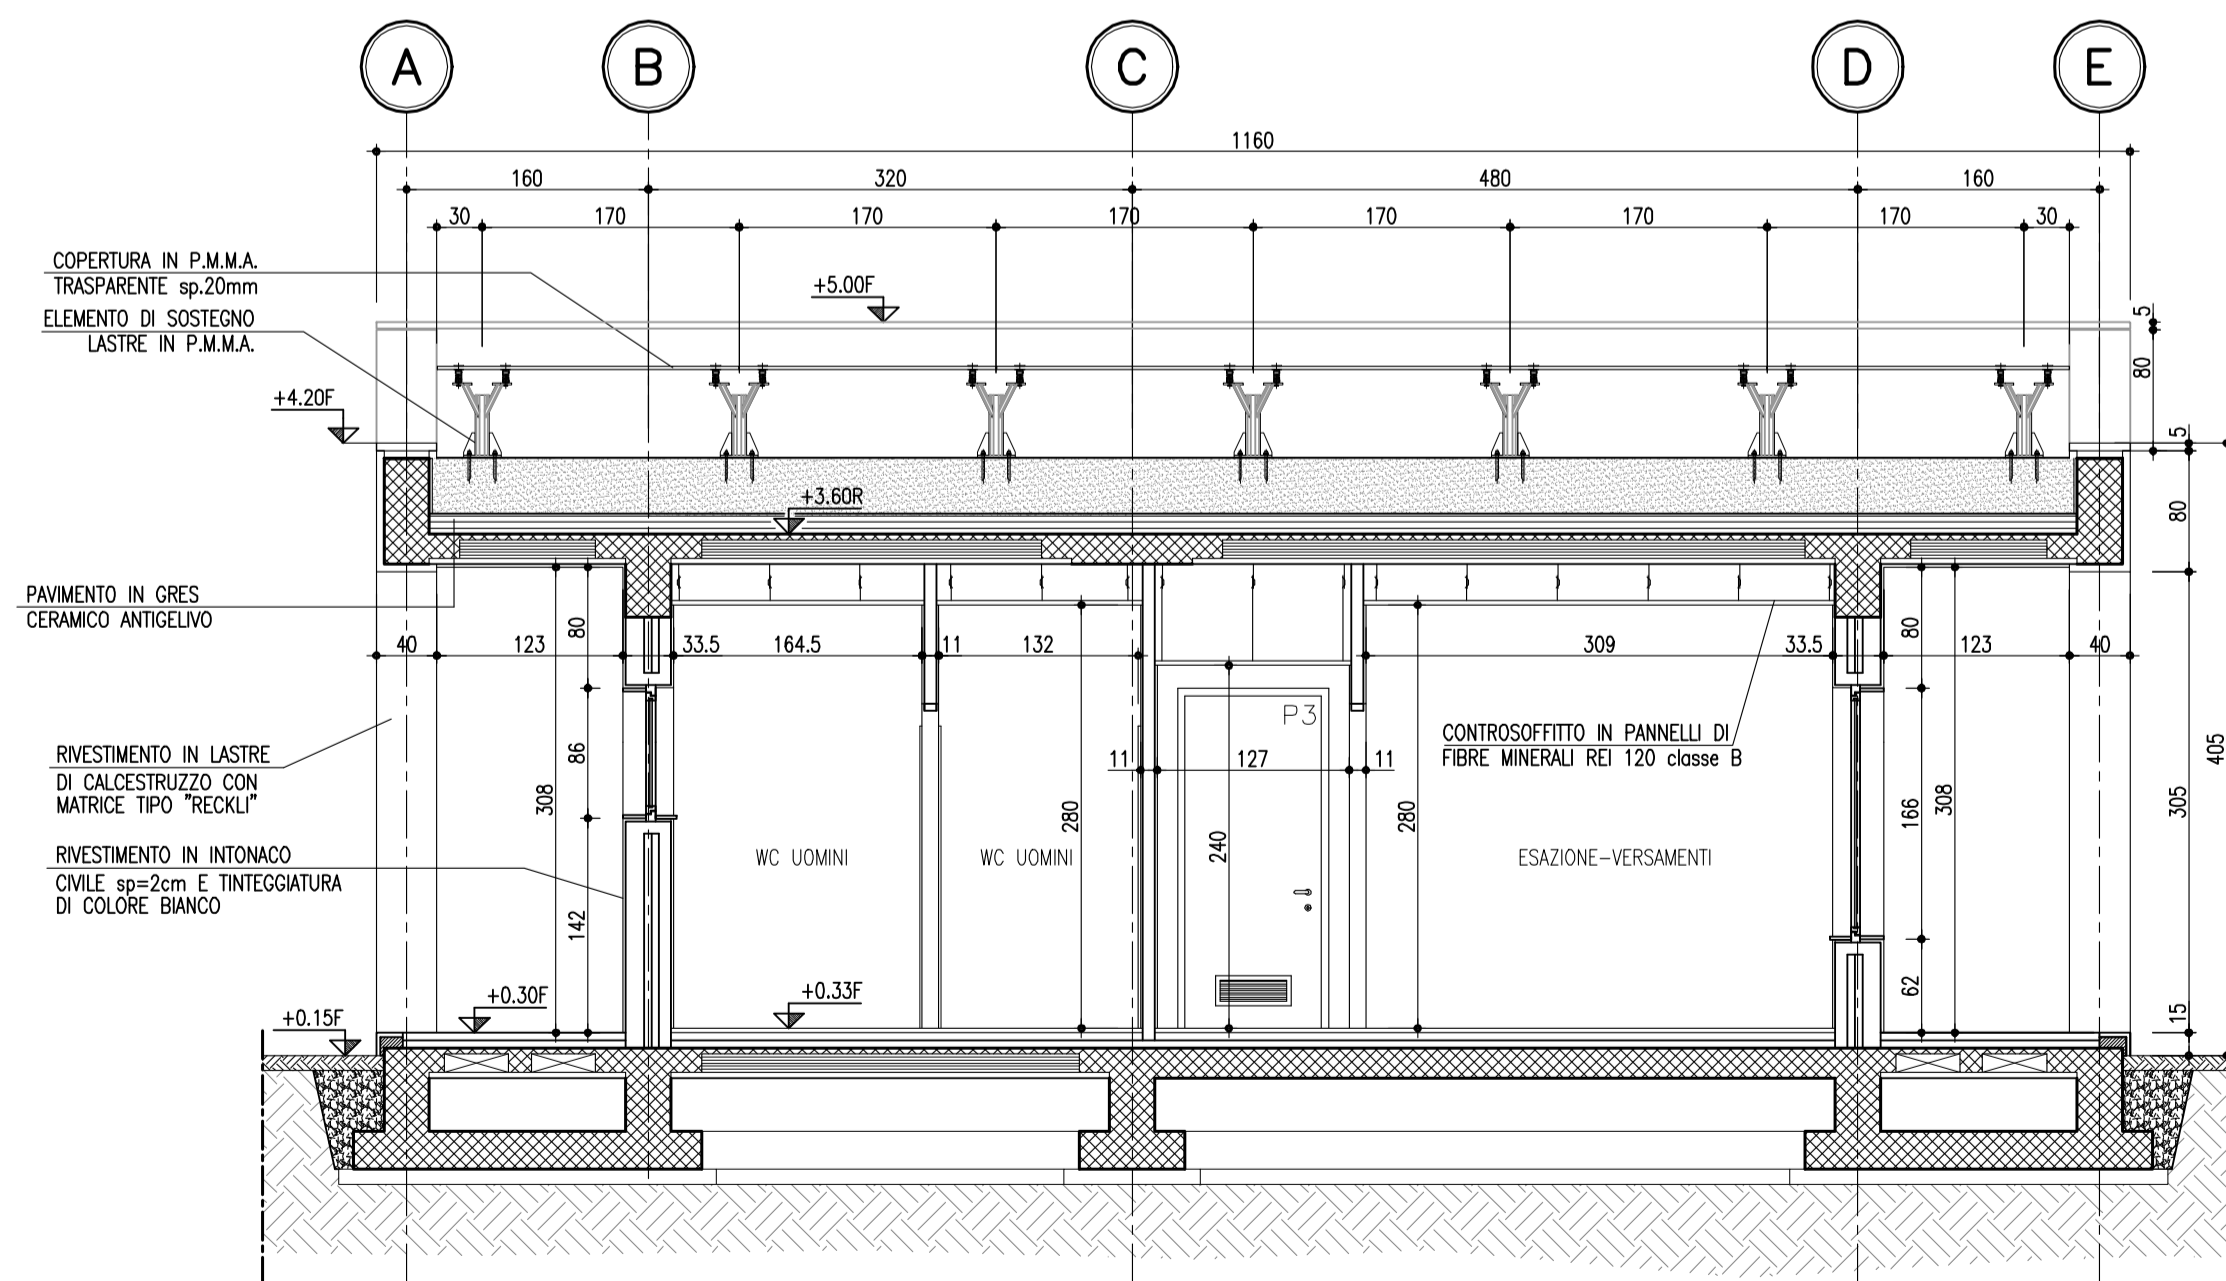 A B C D E
1160
160 320 480 160
30 170 170 170 170 170 170 30
COPERTURA IN P.M.M.A.
TRASPARENTE sp.20mm
ELEMENTO DI SOSTEGNO
LASTRE IN P.M.M.A.
+5.00F
5
80
+4.20F
5
+3.60R
80
PAVIMENTO IN GRES
CERAMICO ANTIGELIVO
80
80
40 123 33.5 164.5 11 132 309 33.5 123 40
P3
RIVESTIMENTO IN LASTRE
DI CALCESTRUZZO CON
MATRICE TIPO "RECKLI"
CONTROSOFFITTO IN PANNELLI DI
FIBRE MINERALI REI 120 classe B
11 127 11
86
308
280
240
280
166
308
305
405
RIVESTIMENTO IN INTONACO
CIVILE sp=2cm E TINTEGGIATURA
DI COLORE BIANCO
WC UOMINI WC UOMINI ESAZIONE-VERSAMENTI
142
62
+0.30F +0.33F
+0.15F
15